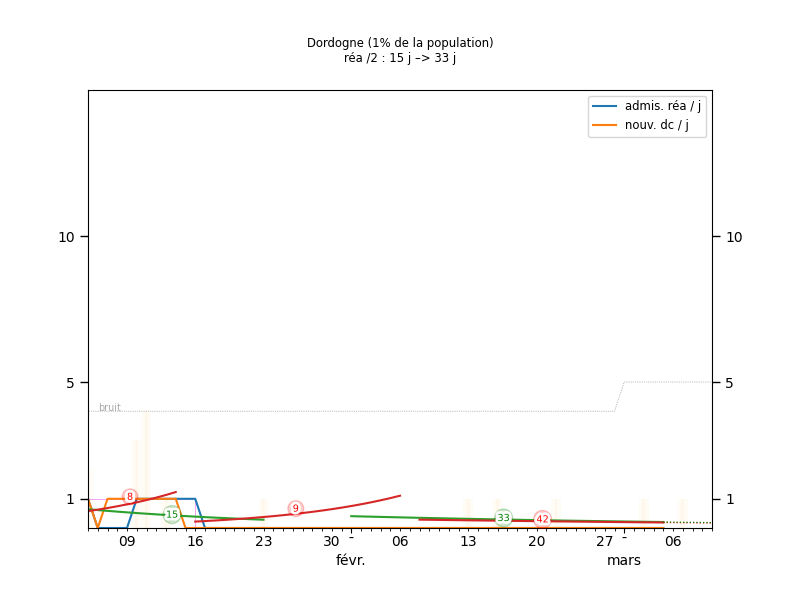 Dordogne (1% de la population)
réa /2 : 15 j –> 33 j
admis. réa / j
nouv. dc / j
10 10
5 5
bruit
1 1
8 15 9 33 42
09 16 23 30 - 06 13 20 27 - 06
févr. mars